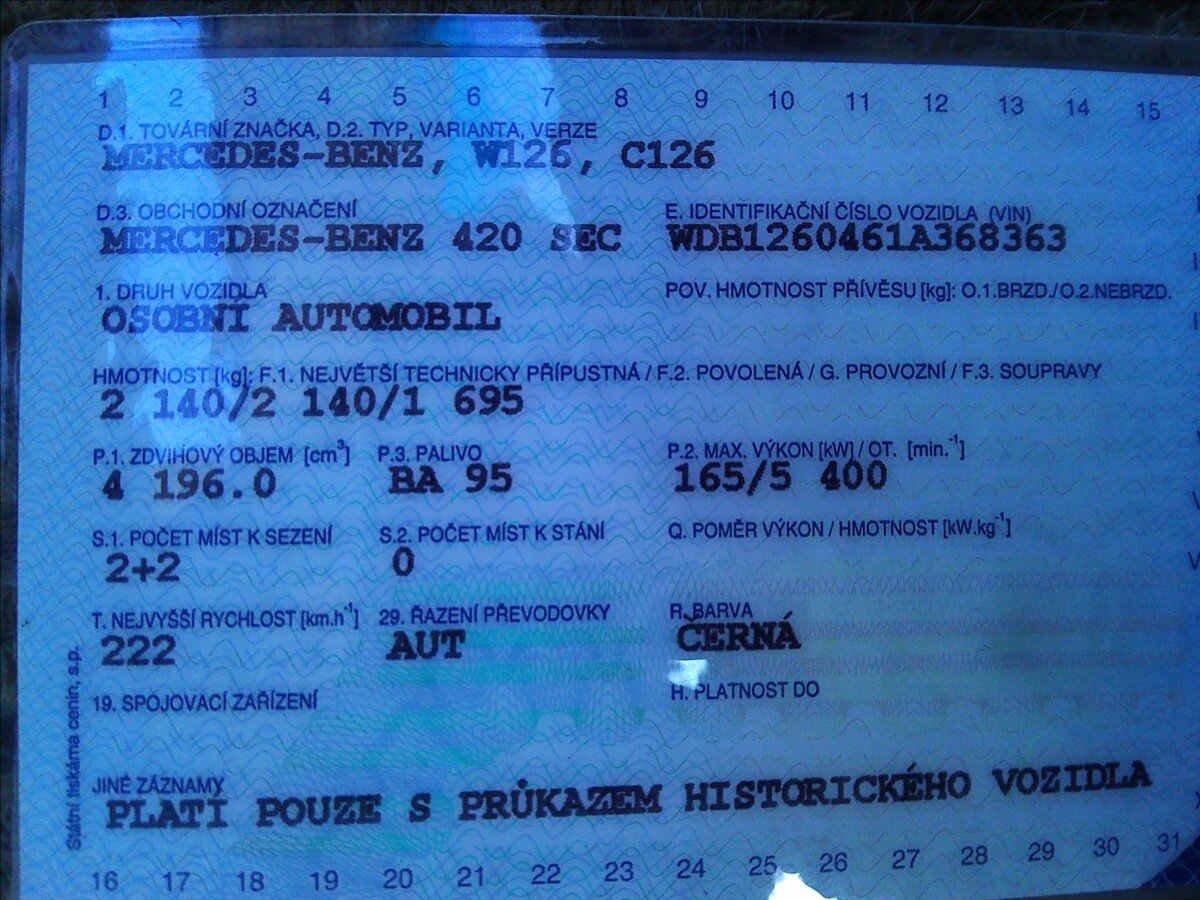 1 2 3 4 5 6 7 8 9 10 11 12 13 14 15
D.1. TOVÁRNÍ ZNAČKA, D.2. TYP, VARIANTA, VERZE
MERCEDES-BENZ, W126, C126
D.3. OBCHODNÍ OZNAČENÍ E. IDENTIFIKAČNÍ ČÍSLO VOZIDLA (VIN)
MERCEDES-BENZ 420 SEC WDB1260461A368363
1. DRUH VOZIDLA POV. HMOTNOST PŘÍVĚSU [kg]: O.1.BRZD./O.2.NEBRZD.
OSOBNÍ AUTOMOBIL
HMOTNOST [kg]: F.1. NEJVĚTŠÍ TECHNICKY PŘÍPUSTNÁ / F.2. POVOLENÁ / G. PROVOZNÍ / F.3. SOUPRAVY
2 140/2 140/1 695
P.1. ZDVIHOVÝ OBJEM [cm³] P.3. PALIVO P.2. MAX. VÝKON [kW] / OT. [min.⁻¹]
4 196.0 BA 95 165/5 400
S.1. POČET MÍST K SEZENÍ S.2. POČET MÍST K STÁNÍ Q. POMĚR VÝKON / HMOTNOST [kW.kg⁻¹]
2+2 0
T. NEJVYŠŠÍ RYCHLOST [km.h⁻¹] 29. ŘAZENÍ PŘEVODOVKY R. BARVA
222 AUT ČERNÁ
19. SPOJOVACÍ ZAŘÍZENÍ H. PLATNOST DO
JINÉ ZÁZNAMY
PLATÍ POUZE S PRŮKAZEM HISTORICKÉHO VOZIDLA
16 17 18 19 20 21 22 23 24 25 26 27 28 29 30 31
Státní tiskárna cenin, s.p.